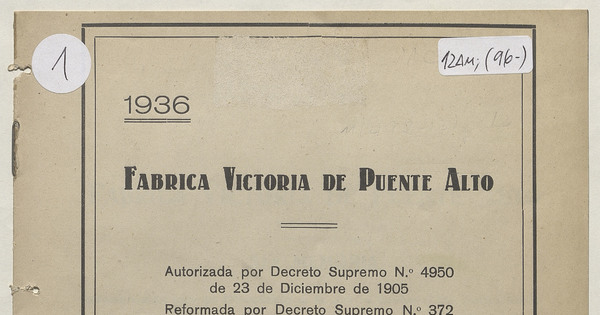 1
12AM; (96-)
1936
FABRICA VICTORIA DE PUENTE ALTO
Autorizada por Decreto Supremo N.º 4950
de 23 de Diciembre de 1905
Reformada por Decreto Supremo N.º 372